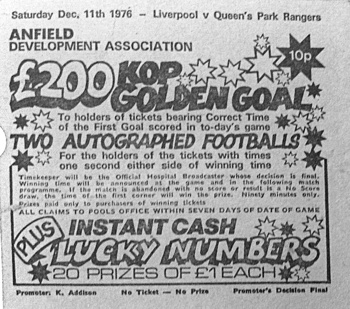 Saturday Dec. 11th 1976 – Liverpool v Queen's Park Rangers
ANFIELD
DEVELOPMENT ASSOCIATION
10p
£200 KOP
GOLDEN GOAL
To holders of tickets bearing Correct Time
of the First Goal scored in to-day's game
TWO AUTOGRAPHED FOOTBALLS
For the holders of the tickets with times
one second either side of winning time
Timekeeper will be the Official Hospital Broadcaster whose decision is final.
Winning time will be announced at the game and in the following match
programme. If the match is abandoned with no score or result is a No Score
draw, the time of the first corner will win the prize. Ninety minutes only.
Prizes paid only to purchasers of winning tickets
ALL CLAIMS TO POOLS OFFICE WITHIN SEVEN DAYS OF DATE OF GAME
PLUS INSTANT CASH
LUCKY NUMBERS
20 PRIZES OF £1 EACH
Promoter: K. Addison No Ticket — No Prize Promoter's Decision Final